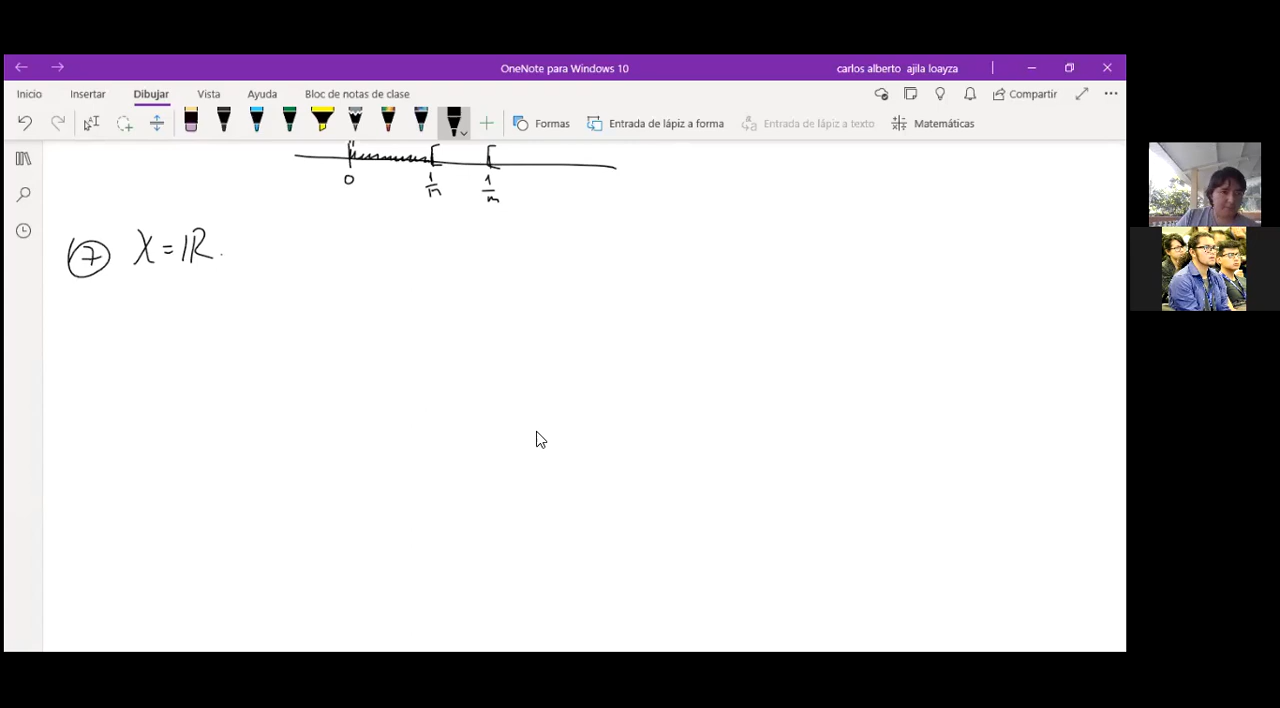 OneNote para Windows 10
carlos alberto ajila loayza
Inicio Insertar Dibujar Vista Ayuda Bloc de notas de clase
Compartir
Formas Entrada de lápiz a forma Entrada de lápiz a texto Matemáticas
0 1/n 1/m
7 X = ℝ.